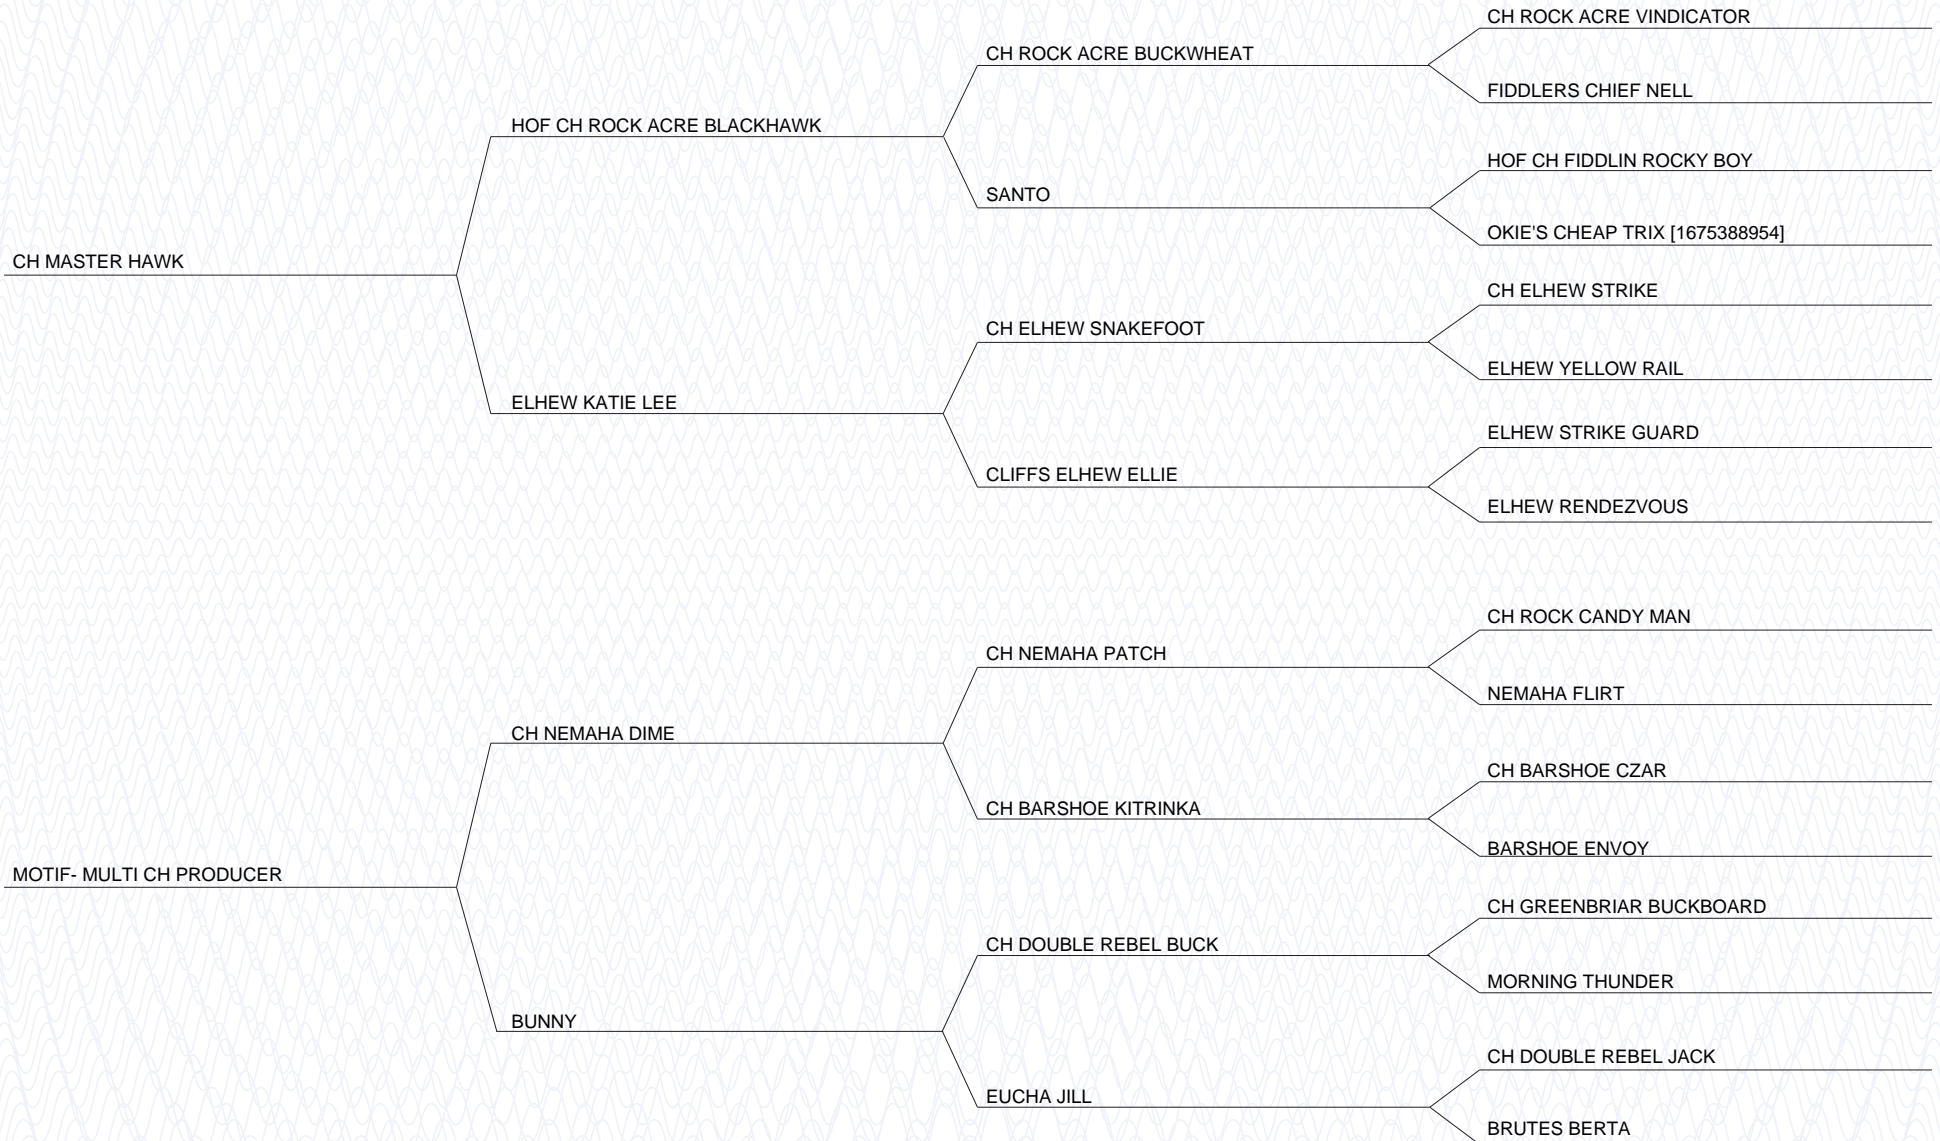 CH ROCK ACRE VINDICATOR
CH ROCK ACRE BUCKWHEAT
FIDDLERS CHIEF NELL
HOF CH ROCK ACRE BLACKHAWK
HOF CH FIDDLIN ROCKY BOY
SANTO
OKIE'S CHEAP TRIX [1675388954]
CH MASTER HAWK
CH ELHEW STRIKE
CH ELHEW SNAKEFOOT
ELHEW YELLOW RAIL
ELHEW KATIE LEE
ELHEW STRIKE GUARD
CLIFFS ELHEW ELLIE
ELHEW RENDEZVOUS
CH ROCK CANDY MAN
CH NEMAHA PATCH
NEMAHA FLIRT
CH NEMAHA DIME
CH BARSHOE CZAR
CH BARSHOE KITRINKA
BARSHOE ENVOY
MOTIF- MULTI CH PRODUCER
CH GREENBRIAR BUCKBOARD
CH DOUBLE REBEL BUCK
MORNING THUNDER
BUNNY
CH DOUBLE REBEL JACK
EUCHA JILL
BRUTES BERTA